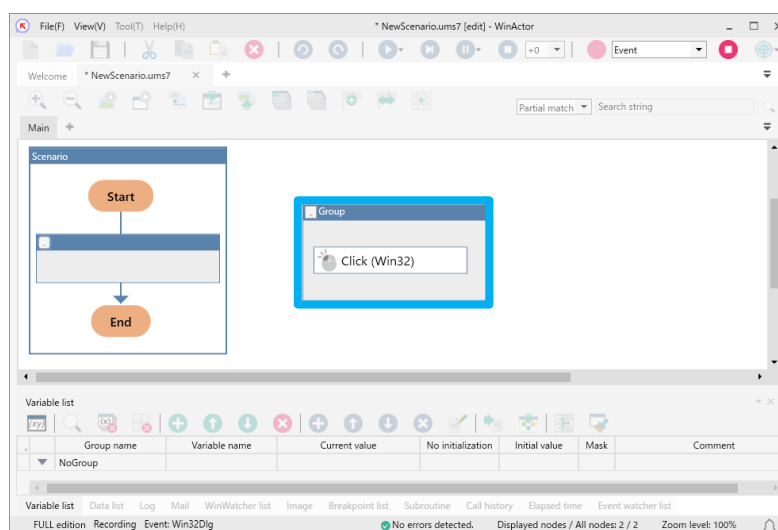 File(F) View(V) Tool(T) Help(H) * NewScenario.ums7 [edit] - WinActor
+0 Event
Welcome * NewScenario.ums7
Partial match Search string
Main
Scenario
Start
End
Group
Click (Win32)
Variable list
Group name Variable name Current value No initialization Initial value Mask Comment
NoGroup
Variable list Data list Log Mail WinWatcher list Image Breakpoint list Subroutine Call history Elapsed time Event watcher list
FULL edition Recording Event: Win32Dlg No errors detected. Displayed nodes / All nodes: 2 / 2 Zoom level: 100%